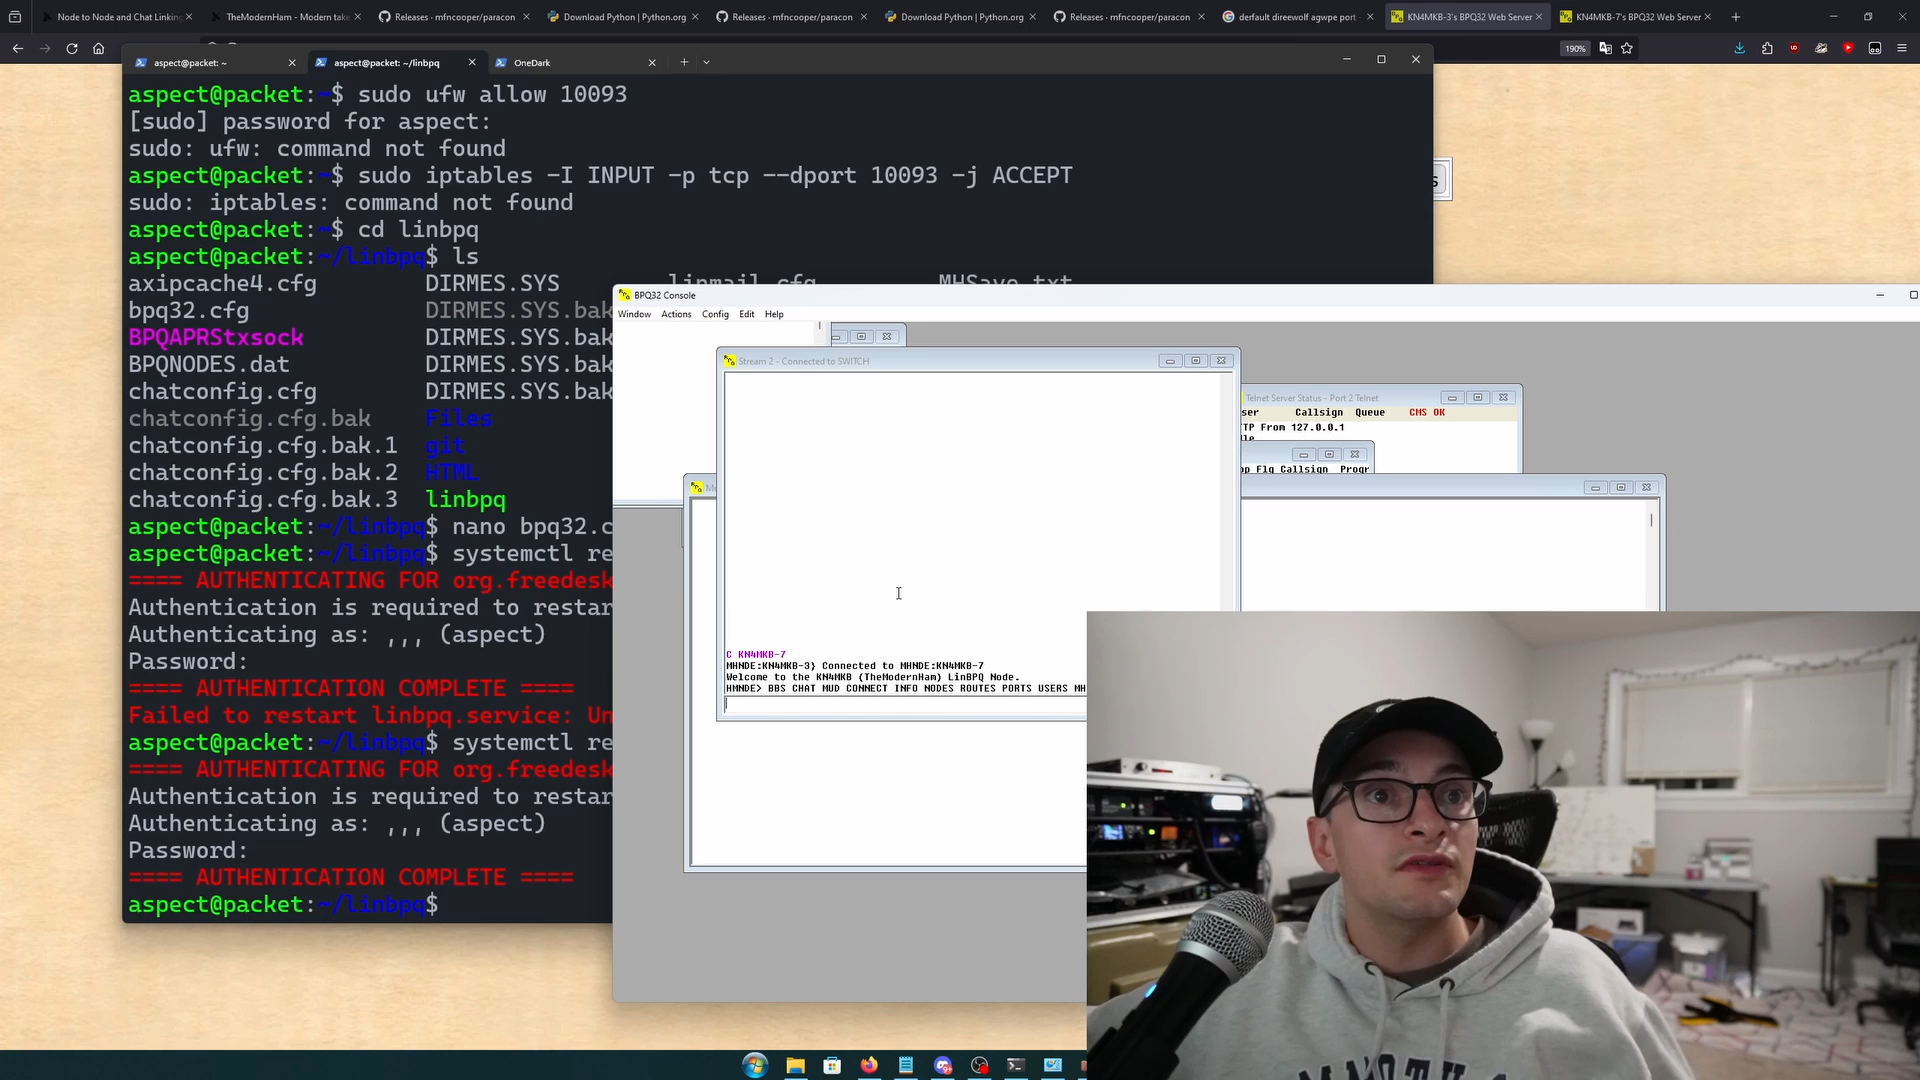 Node to Node and Chat Linking
TheModernHam - Modern take
Releases · mfncooper/paracon
Download Python | Python.org
Releases · mfncooper/paracon
Download Python | Python.org
Releases · mfncooper/paracon
derfault direewolf agwpe port -
KN4MKB-3's BPQ32 Web Server
KN4MKB-7's BPQ32 Web Server
190%
aspect@packet: ~
aspect@packet: ~/linbpq
OneDark
aspect@packet:~$ sudo ufw allow 10093
[sudo] password for aspect:
sudo: ufw: command not found
aspect@packet:~$ sudo iptables -I INPUT -p tcp --dport 10093 -j ACCEPT
sudo: iptables: command not found
aspect@packet:~$ cd linbpq
aspect@packet:~/linbpq$ ls
axipcache4.cfg DIRMES.SYS linmail.cfg MHSave.txt
bpq32.cfg DIRMES.SYS.bak
BPQAPRStxsock DIRMES.SYS.bak
BPQNODES.dat DIRMES.SYS.bak
chatconfig.cfg DIRMES.SYS.bak
chatconfig.cfg.bak Files
chatconfig.cfg.bak.1 git
chatconfig.cfg.bak.2 HTML
chatconfig.cfg.bak.3 linbpq
aspect@packet:~/linbpq$ nano bpq32.c
aspect@packet:~/linbpq$ systemctl re
==== AUTHENTICATING FOR org.freedesk
Authentication is required to restar
Authenticating as: ,,, (aspect)
Password:
==== AUTHENTICATION COMPLETE ====
Failed to restart linbpq.service: Un
aspect@packet:~/linbpq$ systemctl re
==== AUTHENTICATING FOR org.freedesk
Authentication is required to restar
Authenticating as: ,,, (aspect)
Password:
==== AUTHENTICATION COMPLETE ====
aspect@packet:~/linbpq$
BPQ32 Console
Window Actions Config Edit Help
Stream 2 - Connected to SWITCH
C KN4MKB-7
MHNDE:KN4MKB-3} Connected to MHNDE:KN4MKB-7
Welcome to the KN4MKB (TheModernHam) LinBPQ Node.
HMNDE> BBS CHAT MUD CONNECT INFO NODES ROUTES PORTS USERS MH
Telnet Server Status - Port 2 Telnet
ser Callsign Queue CMS OK
TP From 127.0.0.1
le
op Flg Callsign Progr
Mo